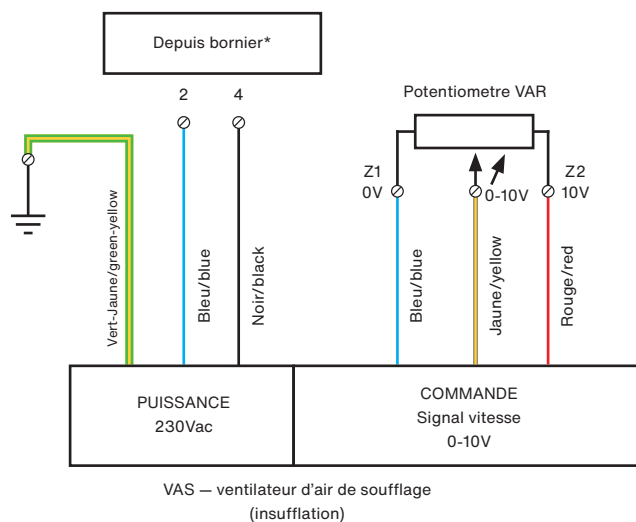 Depuis bornier*
2
4
Potentiometre VAR
Z1
0V
0-10V
Z2
10V
Vert-Jaune/green-yellow
Bleu/blue
Noir/black
Bleu/blue
Jaune/yellow
Rouge/red
PUISSANCE
230Vac
COMMANDE
Signal vitesse
0-10V
VAS — ventilateur d'air de soufflage
(insufflation)